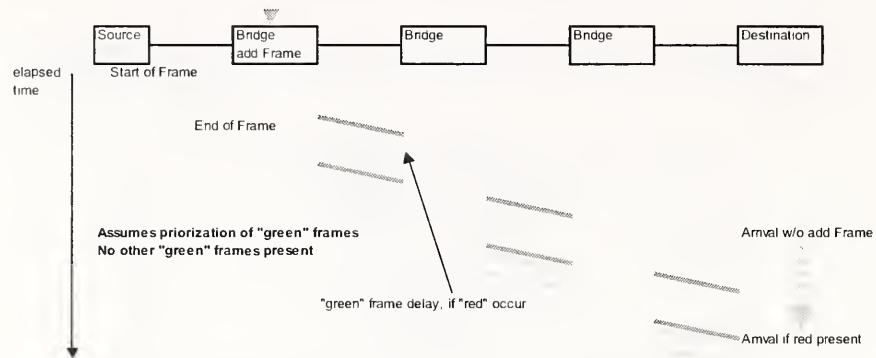 Source
Bridge
add Frame
Bridge
Bridge
Destination
elapsed
time
Start of Frame
End of Frame
Assumes priorization of "green" frames
No other "green" frames present
Arrival w/o add Frame
"green" frame delay, if "red" occur
Arrival if red present